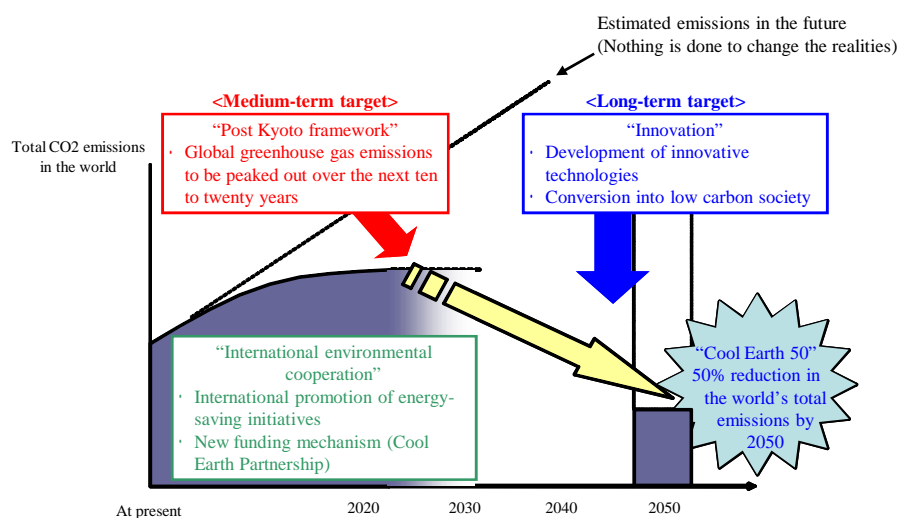 Estimated emissions in the future
(Nothing is done to change the realities)
<Medium-term target>
“Post Kyoto framework”
· Global greenhouse gas emissions
to be peaked out over the next ten
to twenty years
<Long-term target>
“Innovation”
· Development of innovative
technologies
· Conversion into low carbon society
Total CO2 emissions
in the world
“International environmental
cooperation”
· International promotion of energy-
saving initiatives
· New funding mechanism (Cool
Earth Partnership)
“Cool Earth 50”
50% reduction in
the world’s total
emissions by
2050
At present
2020
2030
2040
2050